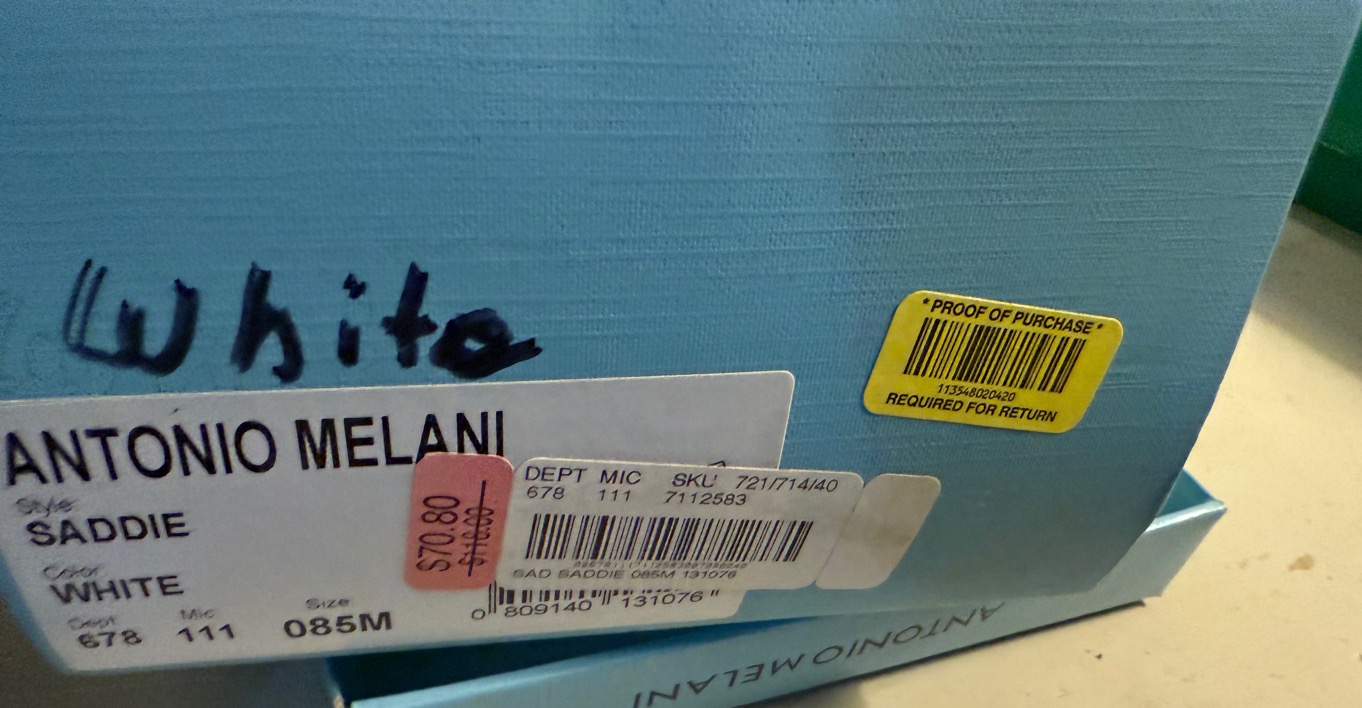 White
* PROOF OF PURCHASE *
113548020420
REQUIRED FOR RETURN
ANTONIO MELANI
Style
SADDIE
Color
WHITE
Dept Mic Size
678 111 085M
$70.80
$118.00
DEPT MIC SKU 721/714/40
678 111 7112583
SAD SADDIE 085M 131076
0 809140 131076
ANTONIO MELANI